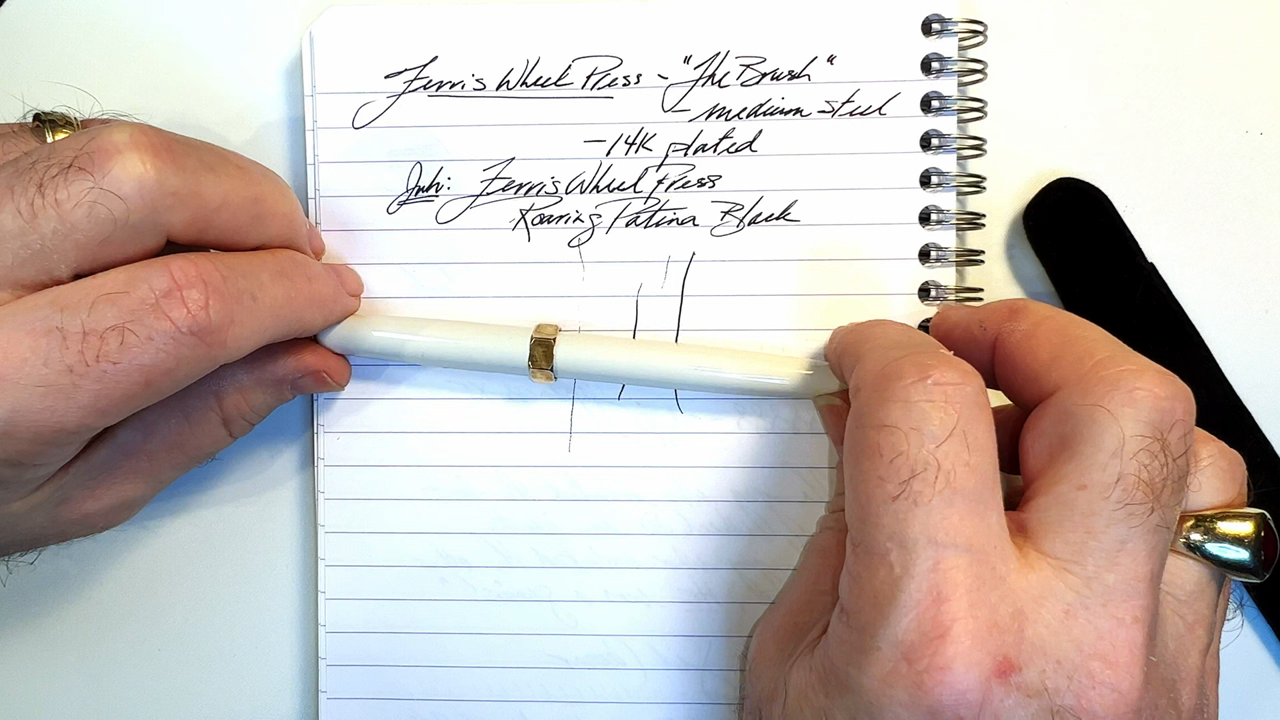 Ferris Wheel Press - "The Brush"
- medium steel
- 14K plated
Ink: Ferris Wheel Press
Roaring Patina Black